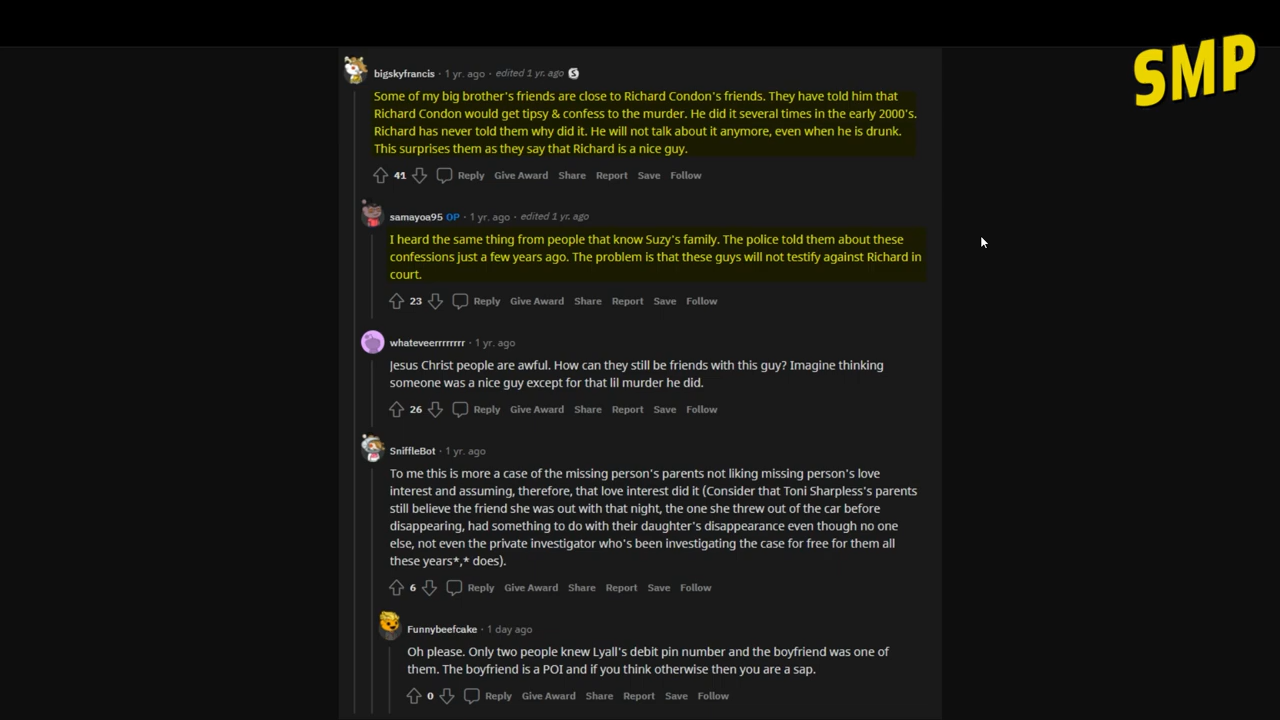 SMP
bigskyfrancis · 1 yr. ago · edited 1 yr. ago
Some of my big brother's friends are close to Richard Condon's friends. They have told him that
Richard Condon would get tipsy & confess to the murder. He did it several times in the early 2000's.
Richard has never told them why did it. He will not talk about it anymore, even when he is drunk.
This surprises them as they say that Richard is a nice guy.
41 Reply Give Award Share Report Save Follow
samayoa95 OP · 1 yr. ago · edited 1 yr. ago
I heard the same thing from people that know Suzy's family. The police told them about these
confessions just a few years ago. The problem is that these guys will not testify against Richard in
court.
23 Reply Give Award Share Report Save Follow
whateveerrrrrrrr · 1 yr. ago
Jesus Christ people are awful. How can they still be friends with this guy? Imagine thinking
someone was a nice guy except for that lil murder he did.
26 Reply Give Award Share Report Save Follow
SniffleBot · 1 yr. ago
To me this is more a case of the missing person's parents not liking missing person's love
interest and assuming, therefore, that love interest did it (Consider that Toni Sharpless's parents
still believe the friend she was out with that night, the one she threw out of the car before
disappearing, had something to do with their daughter's disappearance even though no one
else, not even the private investigator who's been investigating the case for free for them all
these years*,* does).
6 Reply Give Award Share Report Save Follow
Funnybeefcake · 1 day ago
Oh please. Only two people knew Lyall's debit pin number and the boyfriend was one of
them. The boyfriend is a POI and if you think otherwise then you are a sap.
0 Reply Give Award Share Report Save Follow